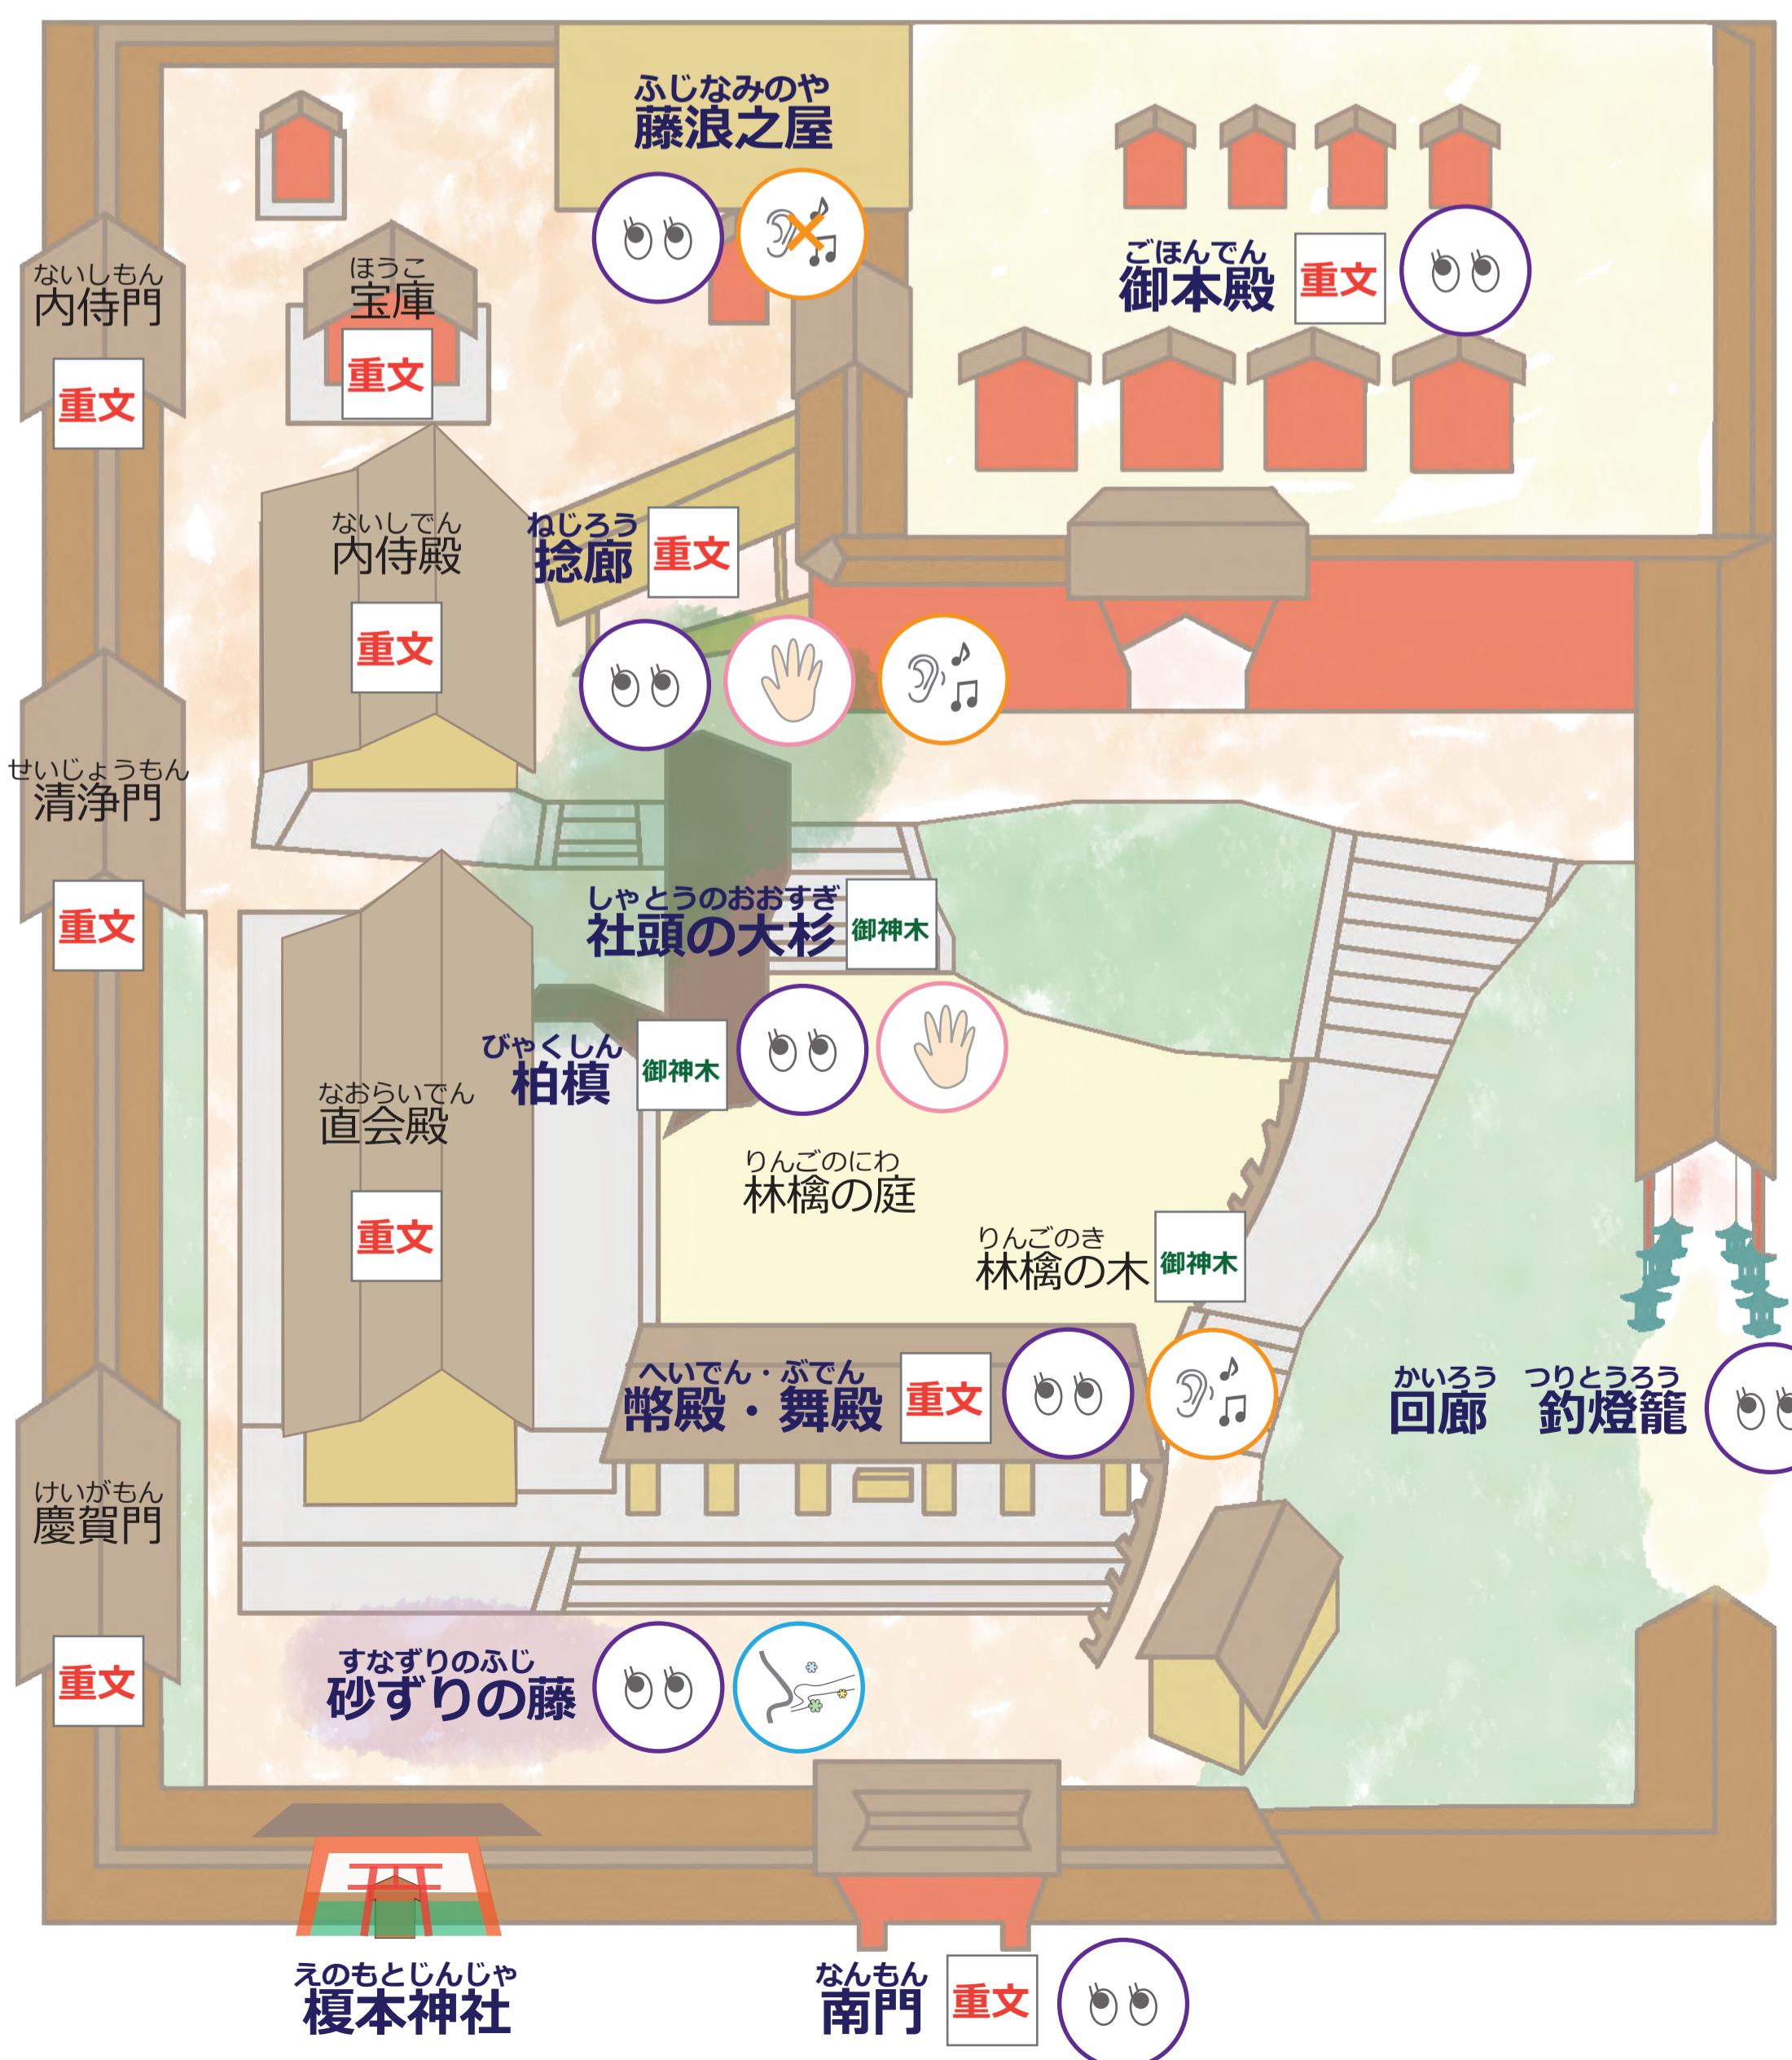 ふじなみのや
藤浪之屋
ごほんでん
御本殿
重文
ないしもん
内侍門
重文
ほうこ
宝庫
重文
ないしでん
内侍殿
重文
ねじろう
捻廊
重文
せいじょうもん
清浄門
重文
しゃとうのおおすぎ
社頭の大杉
御神木
びゃくしん
柏槙
御神木
なおらいでん
直会殿
重文
りんごのにわ
林檎の庭
りんごのき
林檎の木
御神木
へいでん・ぶでん
幣殿・舞殿
重文
かいろう つりとうろう
回廊 釣燈籠
けいがもん
慶賀門
重文
すなずりのふじ
砂ずりの藤
えのもとじんじゃ
榎本神社
なんもん
南門
重文